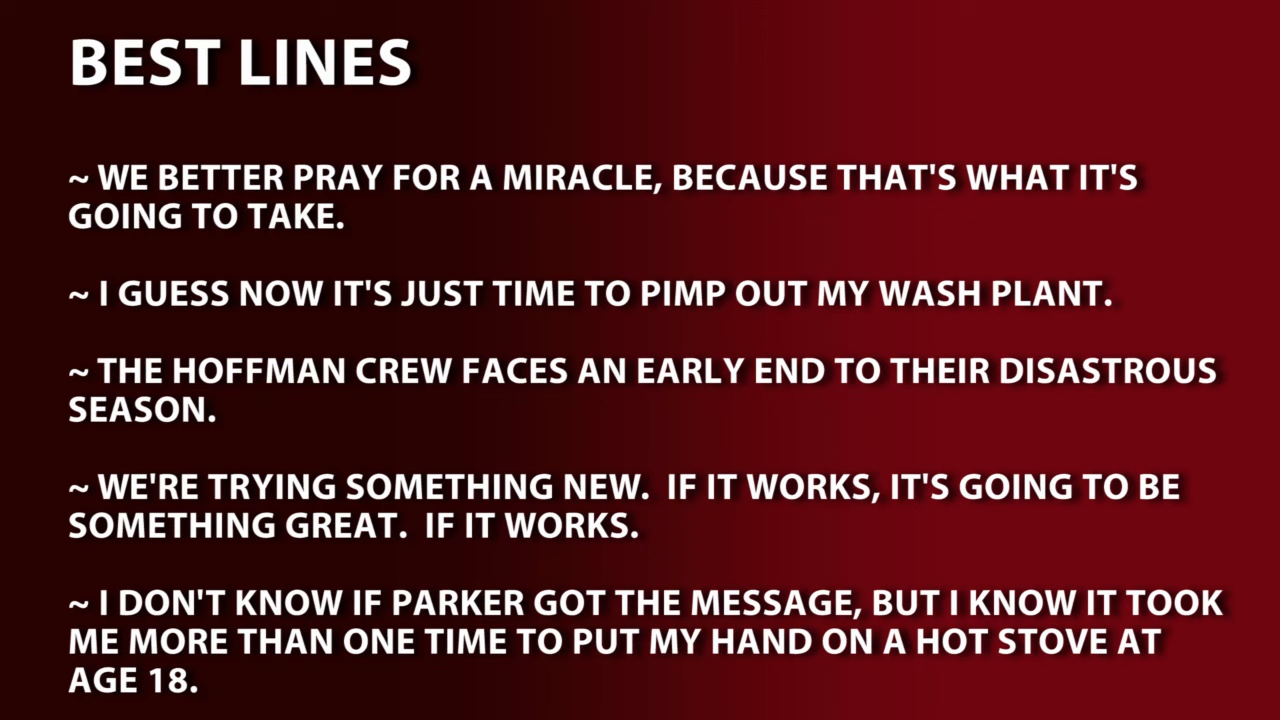 BEST LINES
~ WE BETTER PRAY FOR A MIRACLE, BECAUSE THAT'S WHAT IT'S
GOING TO TAKE.
~ I GUESS NOW IT'S JUST TIME TO PIMP OUT MY WASH PLANT.
~ THE HOFFMAN CREW FACES AN EARLY END TO THEIR DISASTROUS
SEASON.
~ WE'RE TRYING SOMETHING NEW.  IF IT WORKS, IT'S GOING TO BE
SOMETHING GREAT.  IF IT WORKS.
~ I DON'T KNOW IF PARKER GOT THE MESSAGE, BUT I KNOW IT TOOK
ME MORE THAN ONE TIME TO PUT MY HAND ON A HOT STOVE AT
AGE 18.